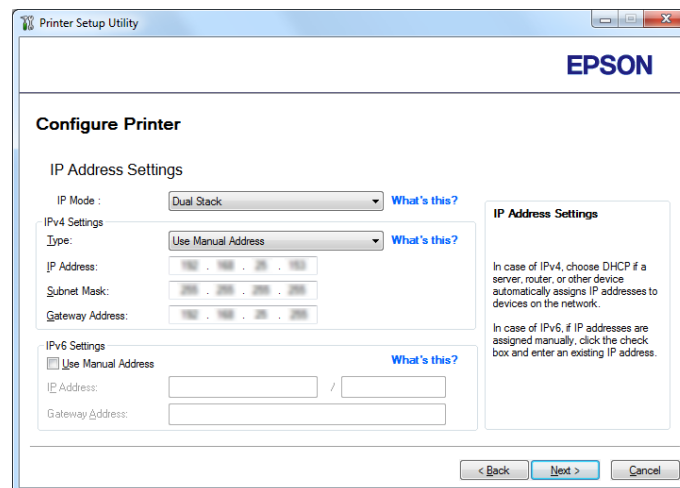 Printer Setup Utility
EPSON
Configure Printer
IP Address Settings
IP Mode : Dual Stack What's this?
IPv4 Settings
Type: Use Manual Address What's this?
IP Address:
Subnet Mask:
Gateway Address:
IPv6 Settings
Use Manual Address What's this?
IP Address: /
Gateway Address:
IP Address Settings
In case of IPv4, choose DHCP if a
server, router, or other device
automatically assigns IP addresses to
devices on the network.
In case of IPv6, if IP addresses are
assigned manually, click the check
box and enter an existing IP address.
< Back Next > Cancel